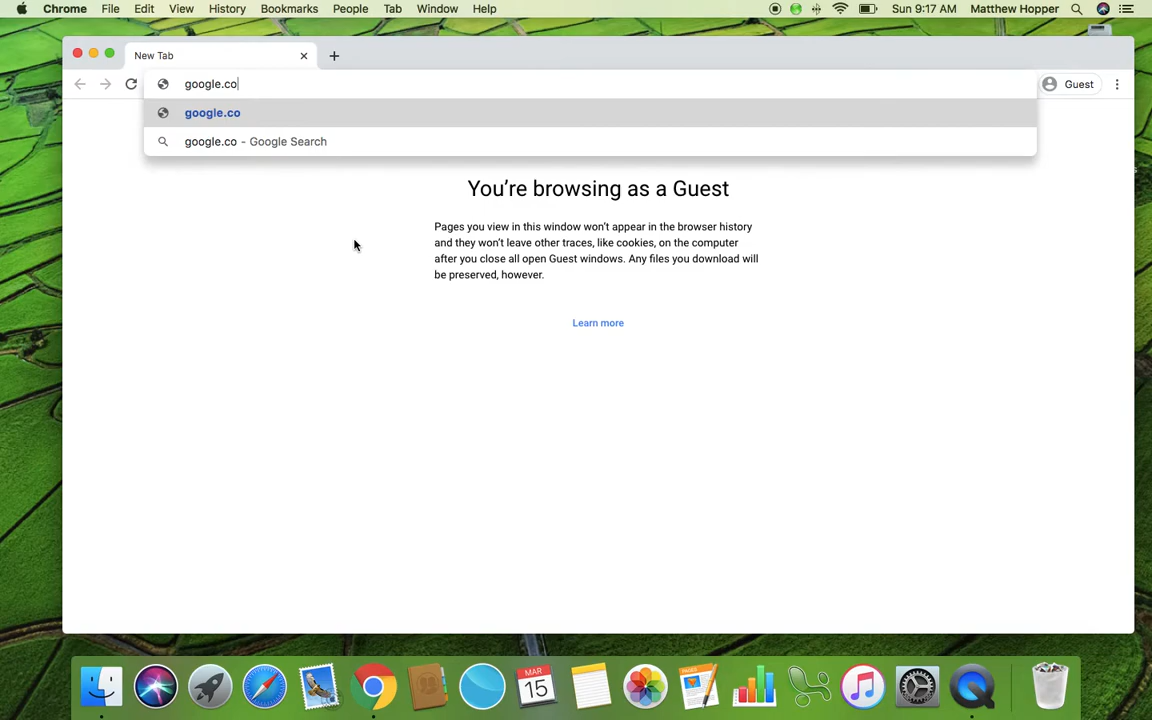 Chrome File Edit View History Bookmarks People Tab Window Help Sun 9:17 AM Matthew Hopper
New Tab
google.co Guest
google.co
google.co - Google Search
You're browsing as a Guest
Pages you view in this window won't appear in the browser history
and they won't leave other traces, like cookies, on the computer
after you close all open Guest windows. Any files you download will
be preserved, however.
Learn more
MAR
15
PAGES